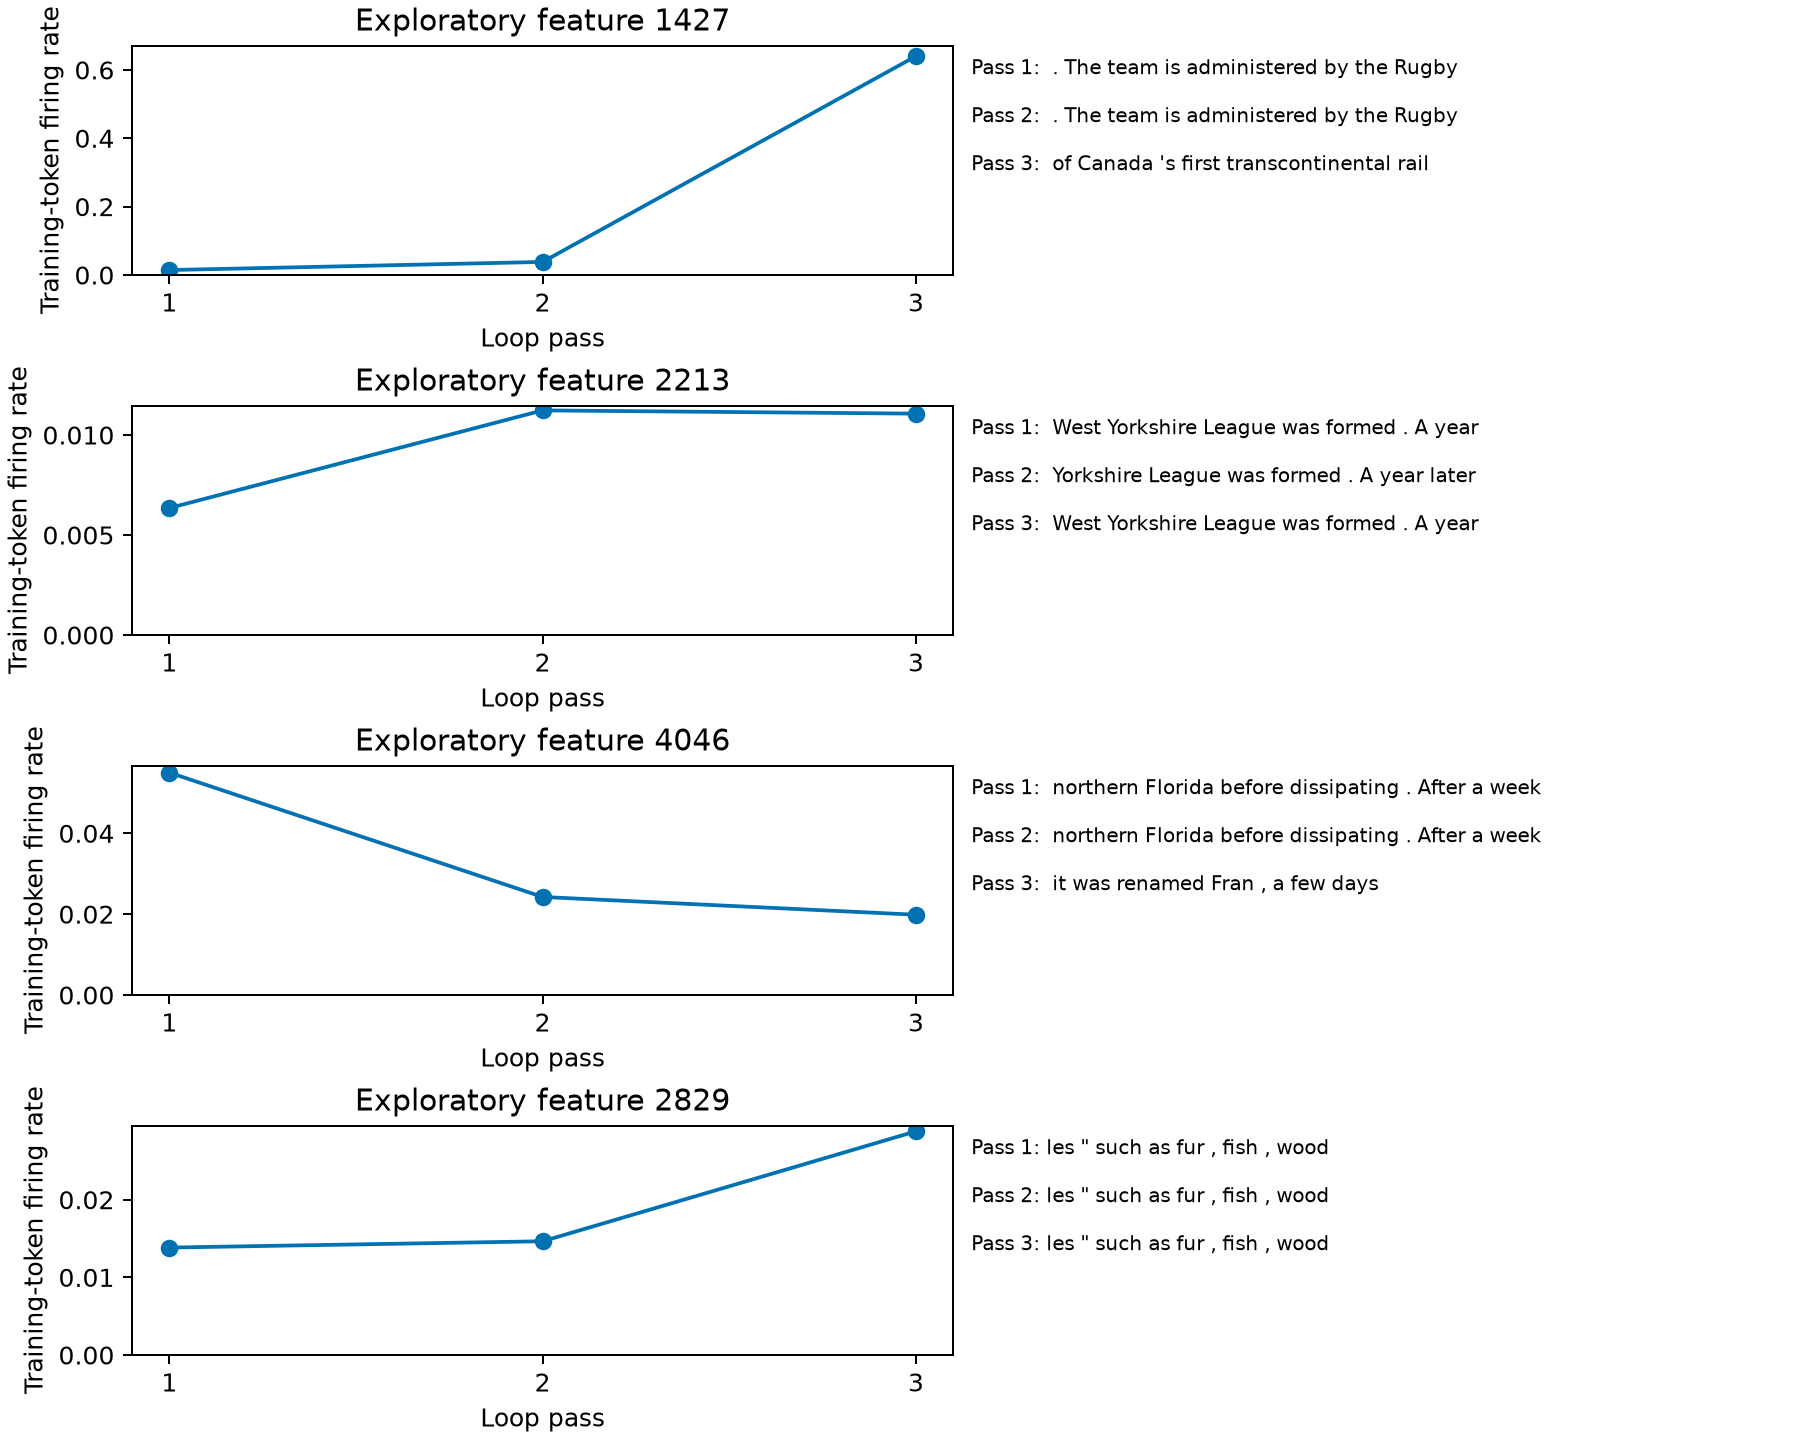 Exploratory feature 1427
Training-token firing rate
0.6
0.4
0.2
0.0
1
2
3
Loop pass
Pass 1:  . The team is administered by the Rugby
Pass 2:  . The team is administered by the Rugby
Pass 3:  of Canada 's first transcontinental rail
Exploratory feature 2213
Training-token firing rate
0.010
0.005
0.000
1
2
3
Loop pass
Pass 1:  West Yorkshire League was formed . A year
Pass 2:  Yorkshire League was formed . A year later
Pass 3:  West Yorkshire League was formed . A year
Exploratory feature 4046
Training-token firing rate
0.04
0.02
0.00
1
2
3
Loop pass
Pass 1:  northern Florida before dissipating . After a week
Pass 2:  northern Florida before dissipating . After a week
Pass 3:  it was renamed Fran , a few days
Exploratory feature 2829
Training-token firing rate
0.02
0.01
0.00
1
2
3
Loop pass
Pass 1: les " such as fur , fish , wood
Pass 2: les " such as fur , fish , wood
Pass 3: les " such as fur , fish , wood